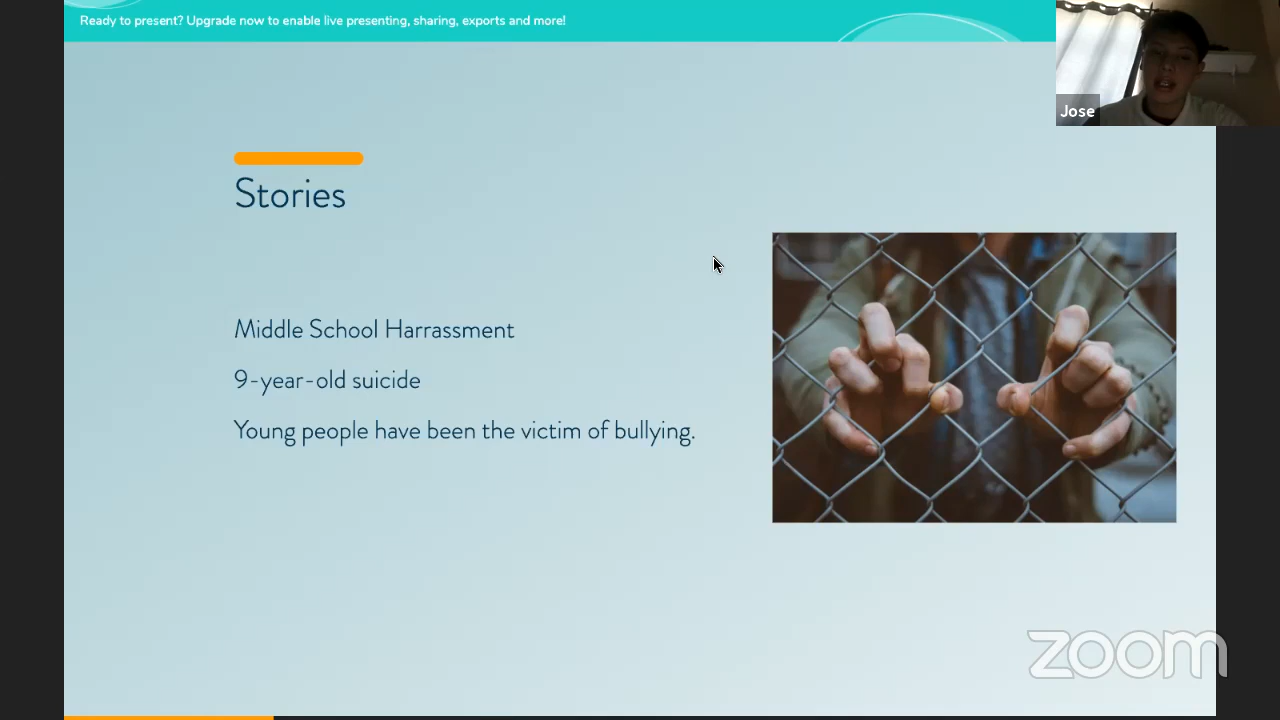 Ready to present? Upgrade now to enable live presenting, sharing, exports and more!
Jose
Stories
Middle School Harrassment
9-year-old suicide
Young people have been the victim of bullying.
zoom